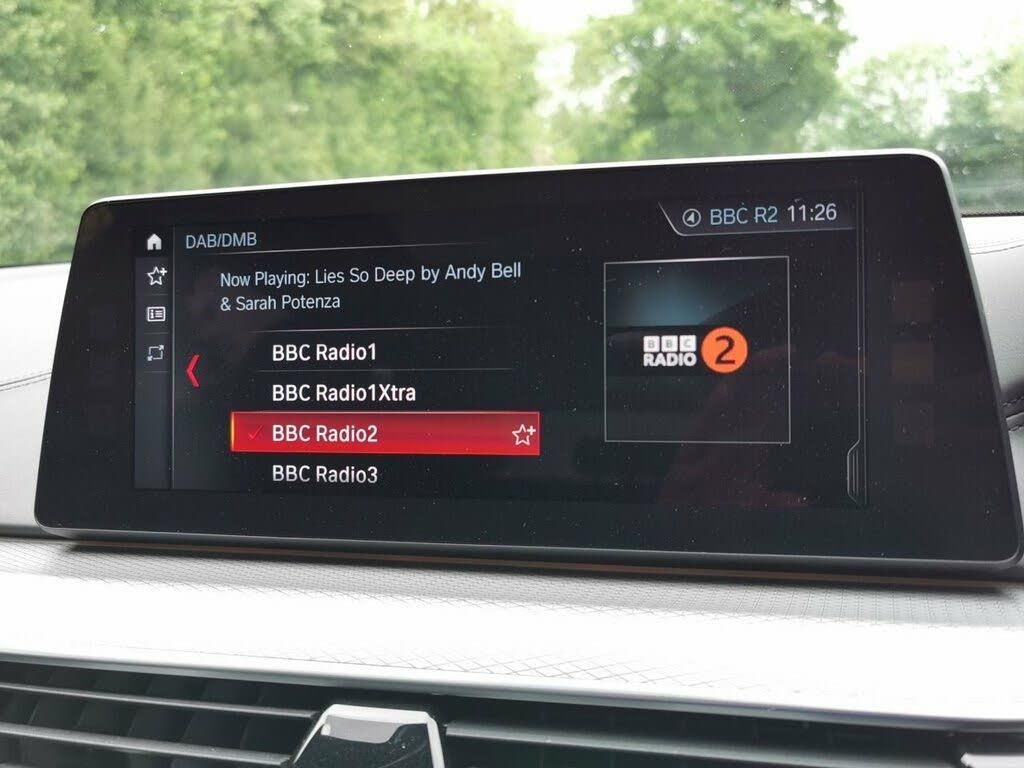 BBC R2 11:26
DAB/DMB
Now Playing: Lies So Deep by Andy Bell
& Sarah Potenza
BBC Radio1
BBC Radio1Xtra
BBC Radio2
BBC Radio3
BBC
RADIO 2